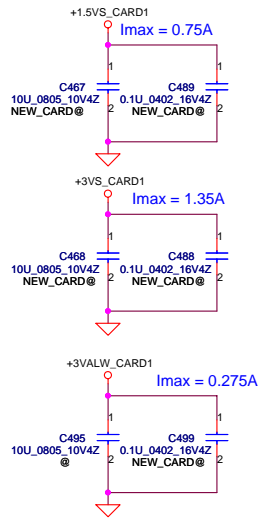 +1.5VS_CARD1
Imax = 0.75A
1
1
C467
C489
10U_0805_10V4Z
0.1U_0402_16V4Z
2
2
NEW_CARD@
NEW_CARD@
+3VS_CARD1
Imax = 1.35A
1
1
C468
C488
10U_0805_10V4Z
0.1U_0402_16V4Z
2
2
NEW_CARD@
NEW_CARD@
+3VALW_CARD1
Imax = 0.275A
1
1
C495
C499
10U_0805_10V4Z
0.1U_0402_16V4Z
2
2
@
NEW_CARD@